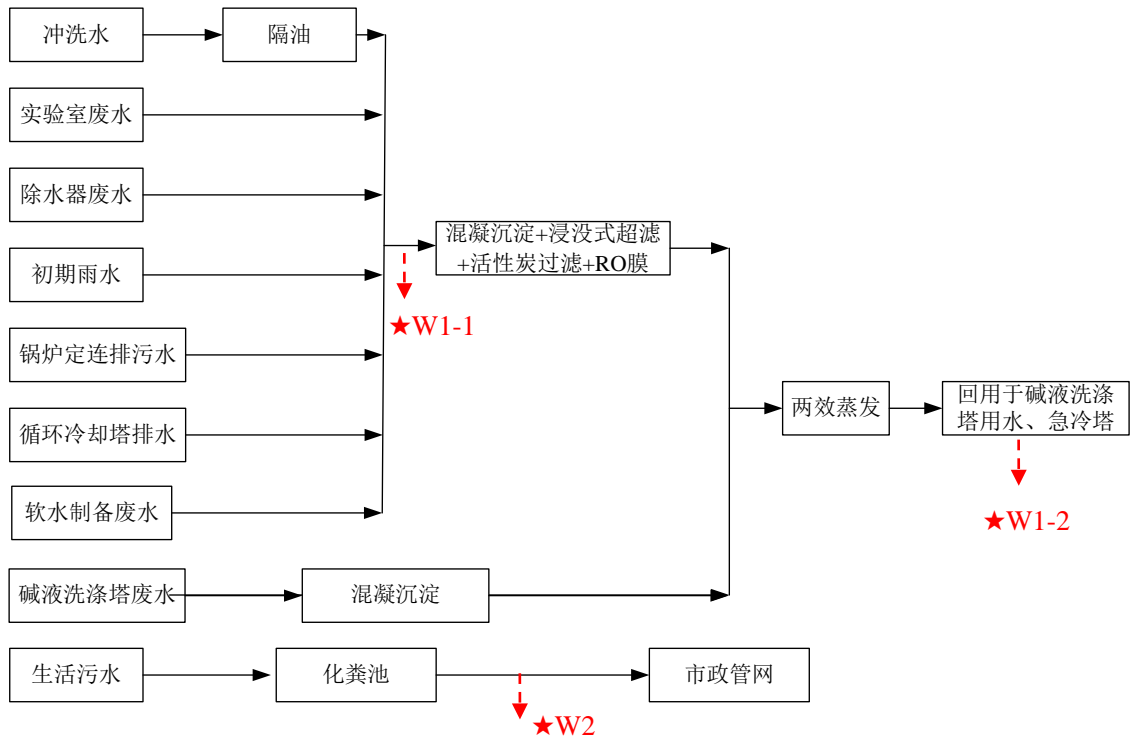 冲洗水
隔油
实验室废水
除水器废水
混凝沉淀+浸没式超滤
+活性炭过滤+RO膜
初期雨水
★W1-1
锅炉定连排污水
两效蒸发
回用于碱液洗涤
塔用水、急冷塔
循环冷却塔排水
软水制备废水
★W1-2
碱液洗涤塔废水
混凝沉淀
生活污水
化粪池
市政管网
★W2